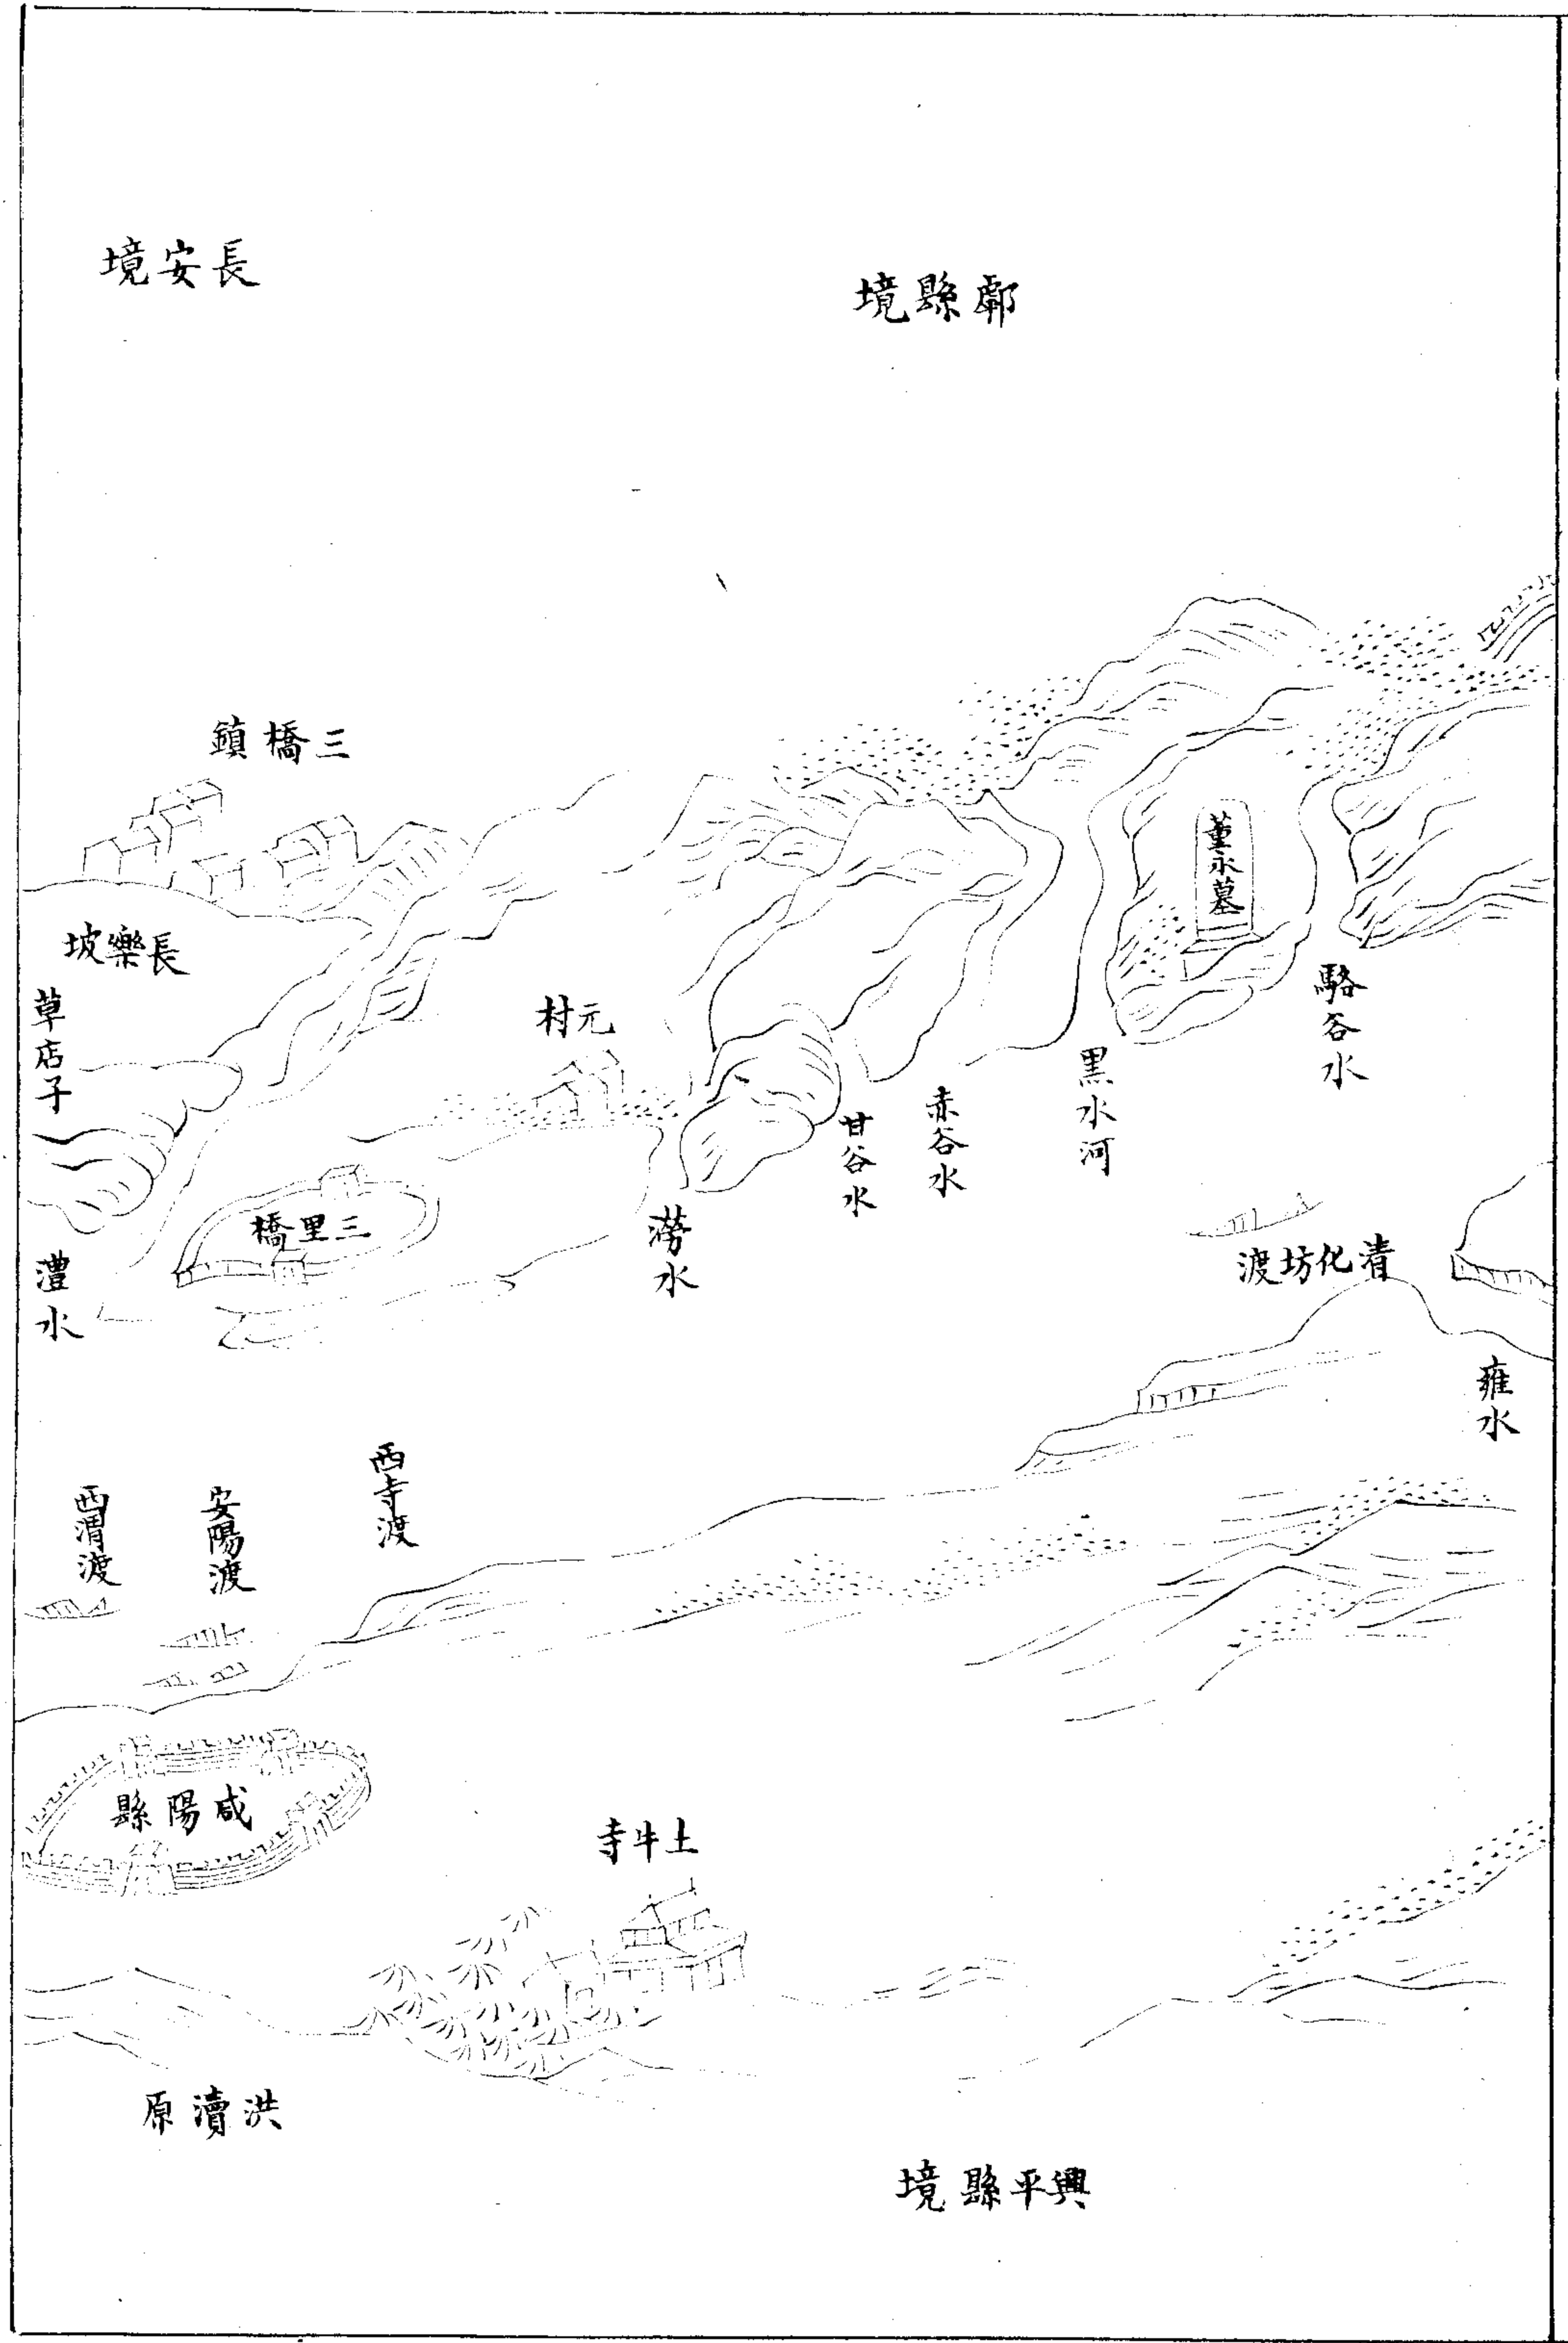 鄠縣境
長安境
三橋鎮
董永墓
長樂坡
駱谷水
草店子
元村
黒水河
赤谷水
甘谷水
澇水
三里橋
清化坊渡
灃水
雍水
西寺渡
安陽渡
西渭渡
咸陽縣
土牛寺
洪瀆原
興平縣境